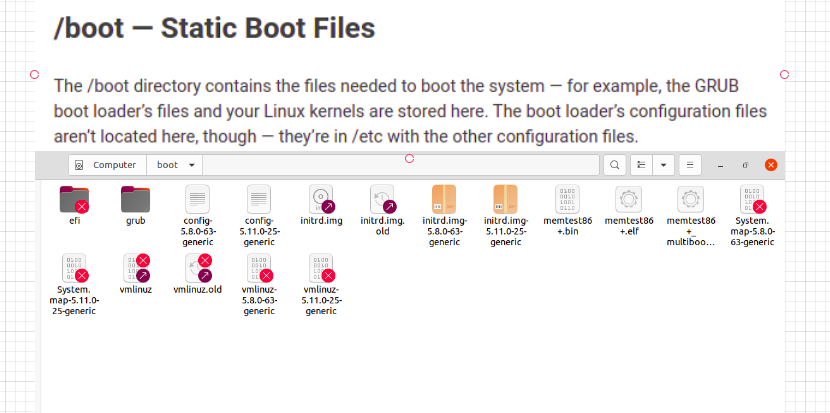 /boot — Static Boot Files
The /boot directory contains the files needed to boot the system — for example, the GRUB
boot loader’s files and your Linux kernels are stored here. The boot loader’s configuration files
aren’t located here, though — they’re in /etc with the other configuration files.
Computer boot
efi
grub
config-
5.8.0-63-
generic
config-
5.11.0-25-
generic
initrd.img
initrd.img.
old
initrd.img-
5.8.0-63-
generic
initrd.img-
5.11.0-25-
generic
memtest86
+.bin
memtest86
+.elf
memtest86
+_
multiboo...
System.
map-5.8.0-
63-generic
System.
map-5.11.0-
25-generic
vmlinuz
vmlinuz.old
vmlinuz-
5.8.0-63-
generic
vmlinuz-
5.11.0-25-
generic